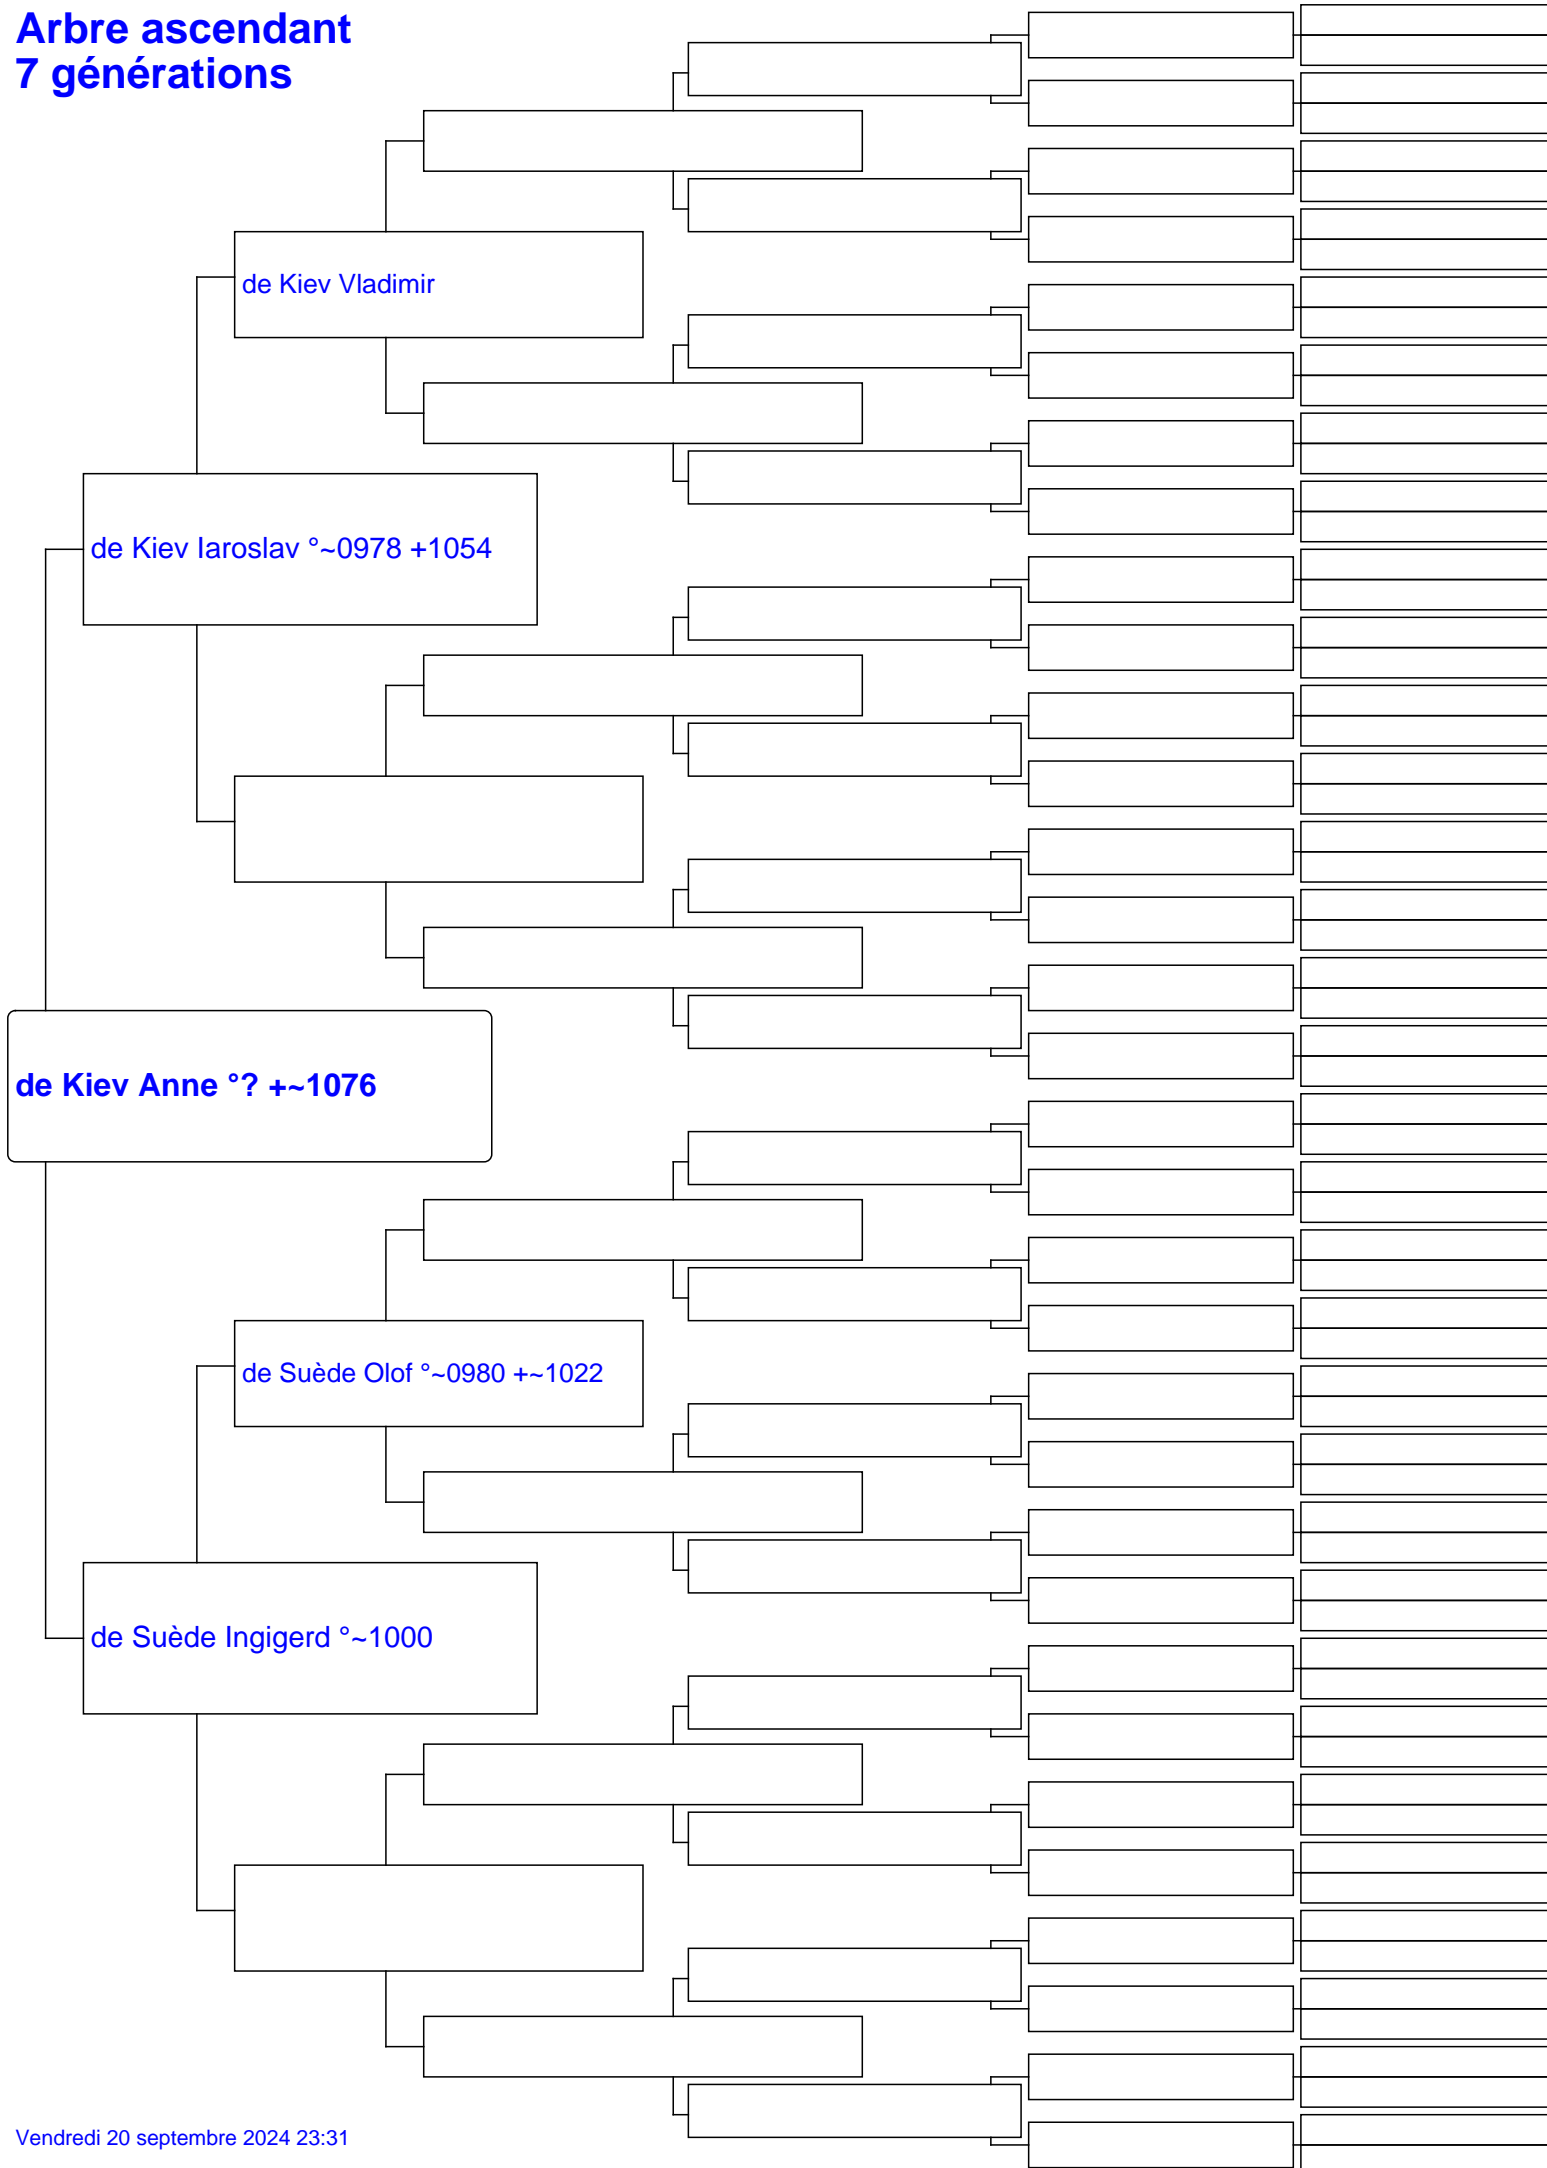 Arbre ascendant
7 générations
de Kiev Vladimir
de Kiev Iaroslav °~0978 +1054
de Kiev Anne °? +~1076
de Suède Olof °~0980 +~1022
de Suède Ingigerd °~1000
Vendredi 20 septembre 2024 23:31